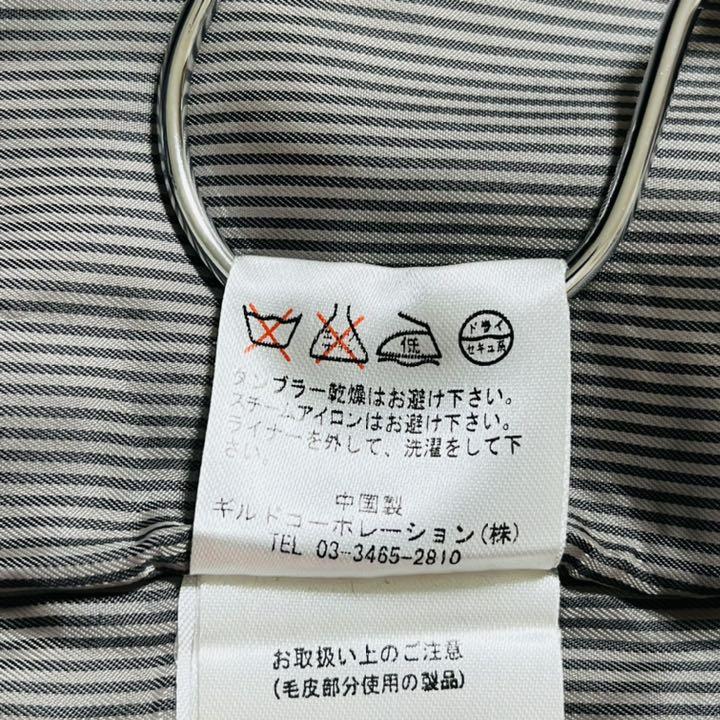 低
ドライ
セキユ系
タンブラー乾燥はお避け下さい。
スチームアイロンはお避け下さい。
ライナーを外して、洗濯をして下
さい。
中国製
ギルドコーポレーション(株)
TEL 03-3465-2810
お取扱い上のご注意
(毛皮部分使用の製品)